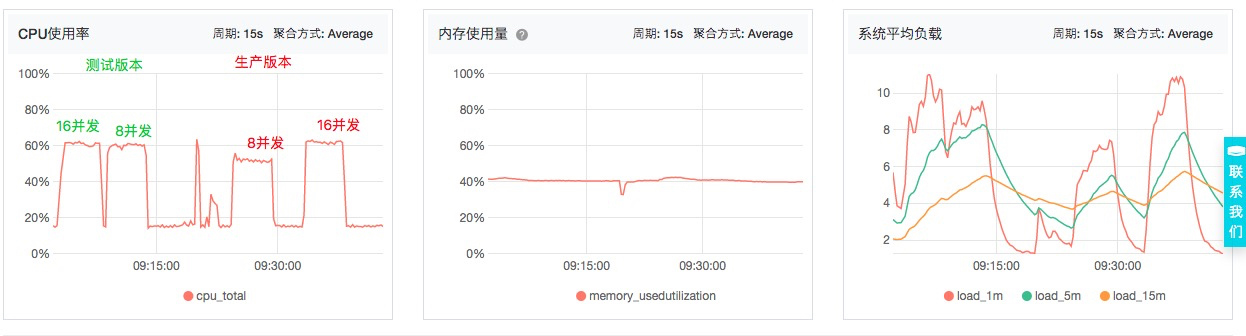 CPU使用率 周期: 15s 聚合方式: Average
测试版本 生产版本
100%
80%
60%
40%
20%
0%
16并发 8并发 8并发 16并发
09:15:00 09:30:00
cpu_total
内存使用量 ? 周期: 15s 聚合方式: Average
100%
80%
60%
40%
20%
0%
09:15:00 09:30:00
memory_usedutilization
系统平均负载 周期: 15s 聚合方式: Average
10
8
6
4
2
09:15:00 09:30:00
load_1m load_5m load_15m
联系我们